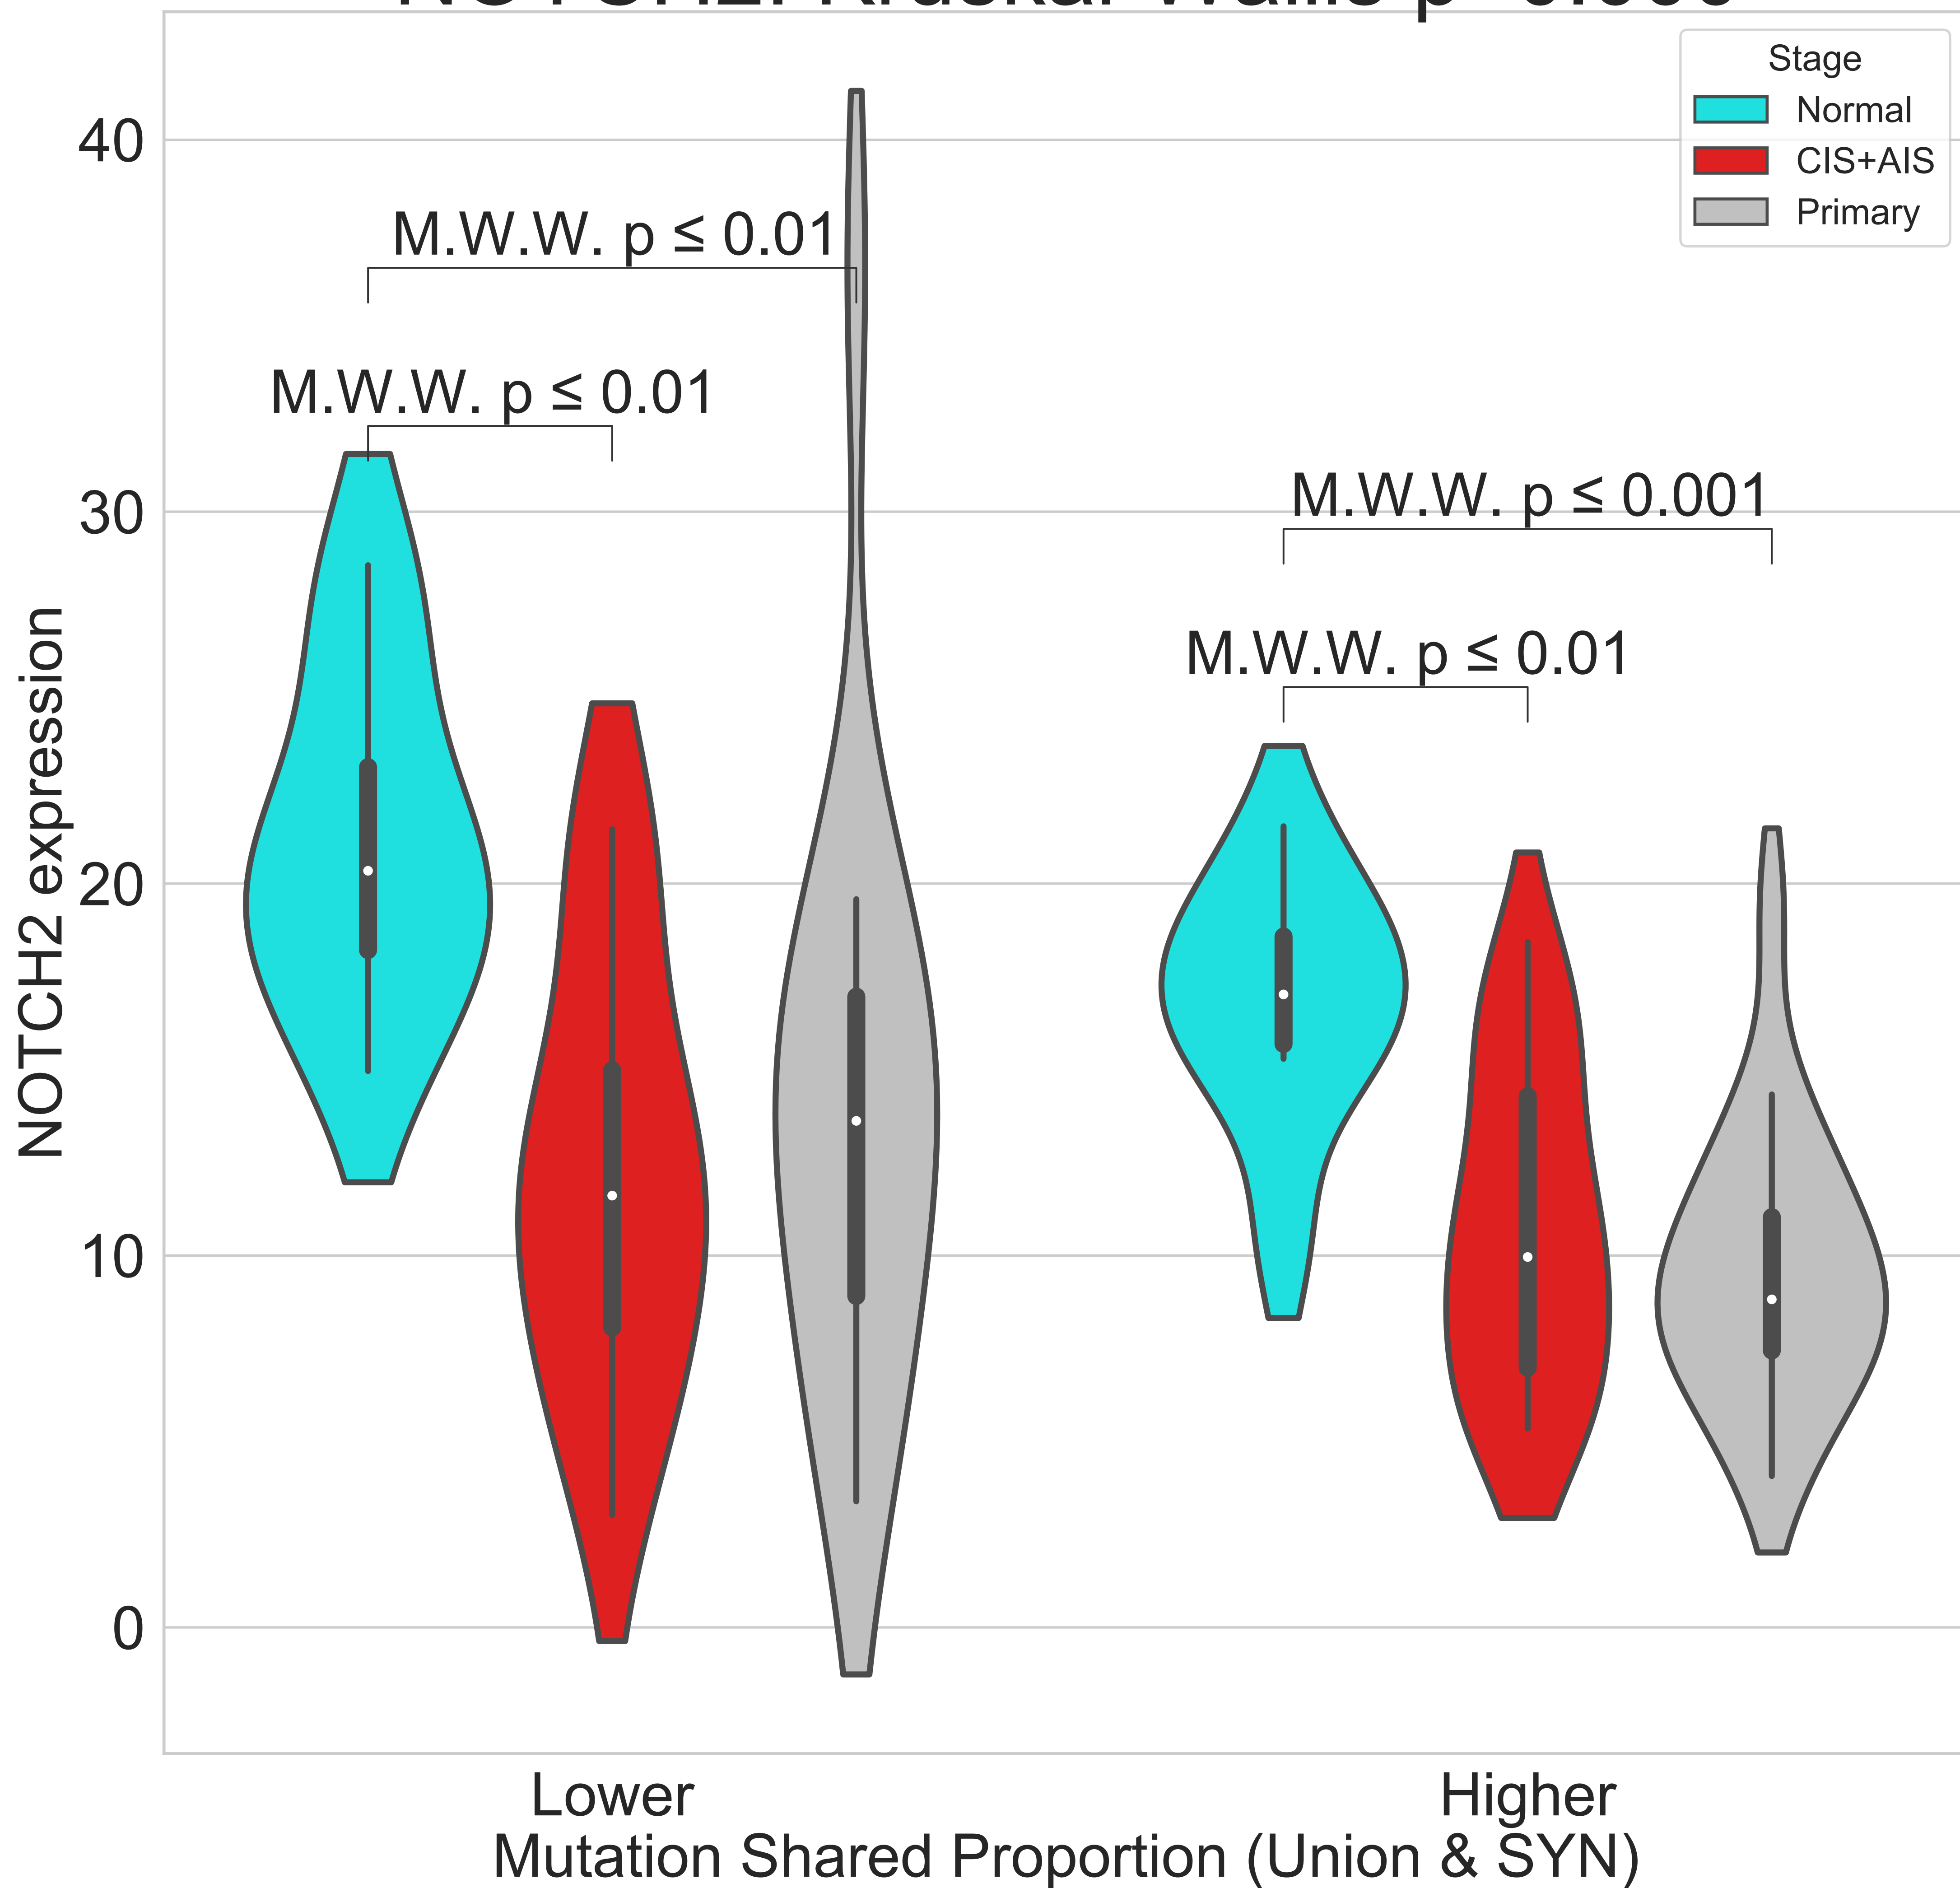 Stage
Normal
CIS+AIS
Primary
40
30
20
10
0
NOTCH2 expression
M.W.W. p ≤ 0.01
M.W.W. p ≤ 0.01
M.W.W. p ≤ 0.001
M.W.W. p ≤ 0.01
Lower
Higher
Mutation Shared Proportion (Union & SYN)